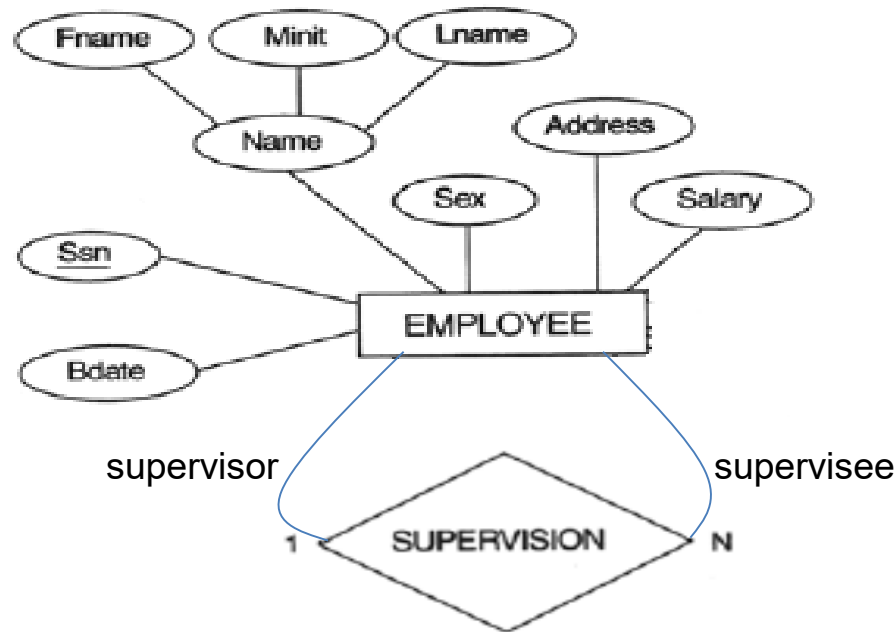 Fname
Minit
Lname
Name
Address
Sex
Salary
Ssn
EMPLOYEE
Bdate
supervisor
supervisee
1
SUPERVISION
N